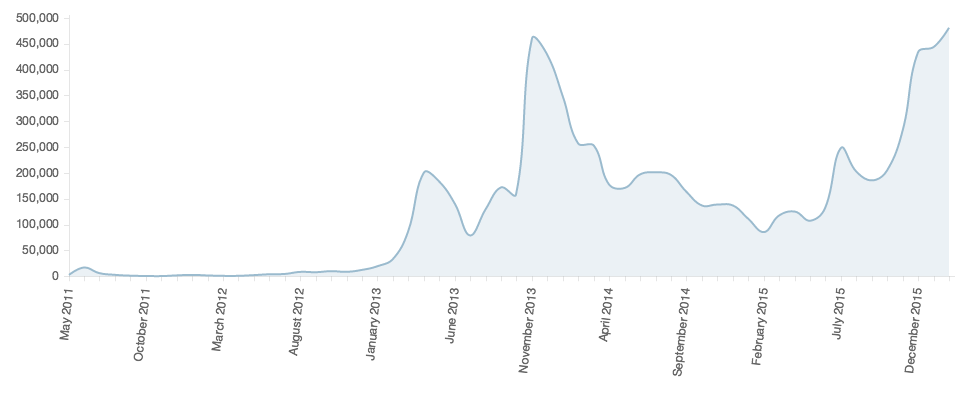 500,000
450,000
400,000
350,000
300,000
250,000
200,000
150,000
100,000
50,000
0
May 2011
October 2011
March 2012
August 2012
January 2013
June 2013
November 2013
April 2014
September 2014
February 2015
July 2015
December 2015